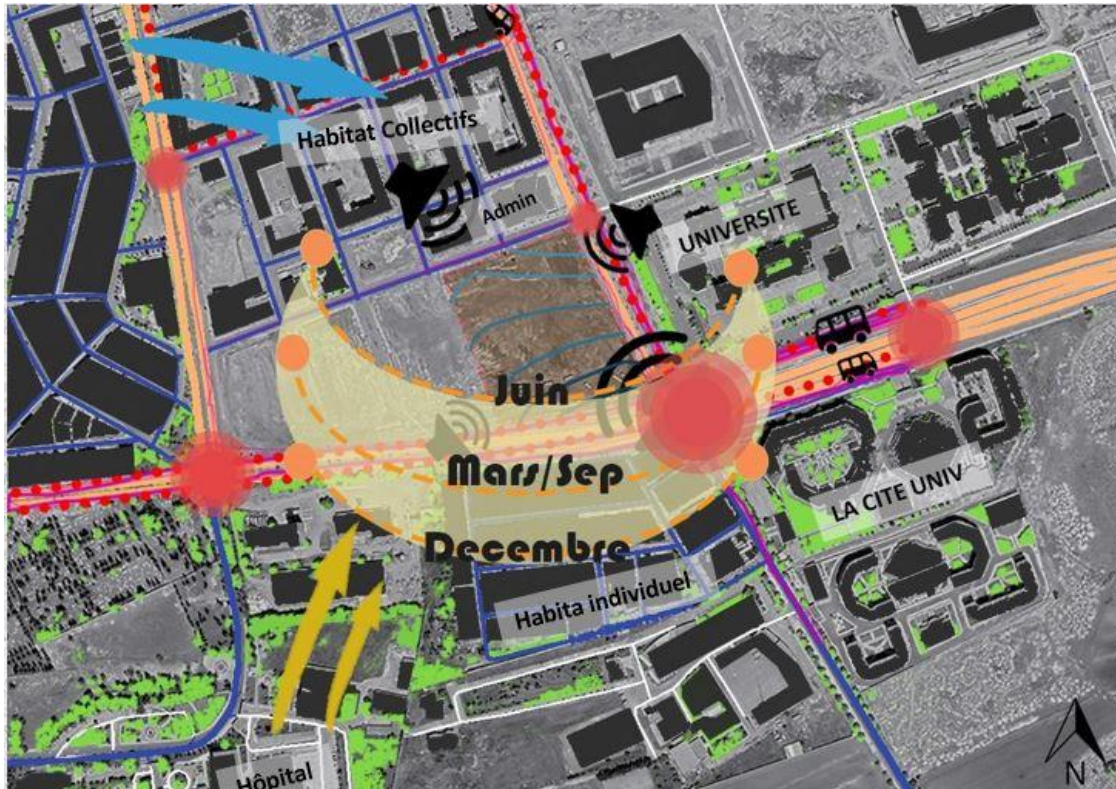 Habitat Collectifs
Admin
UNIVERSITE
Juin
Mars/Sep
LA CITE UNIV
Decembre
Habita individuel
Hôpital
N